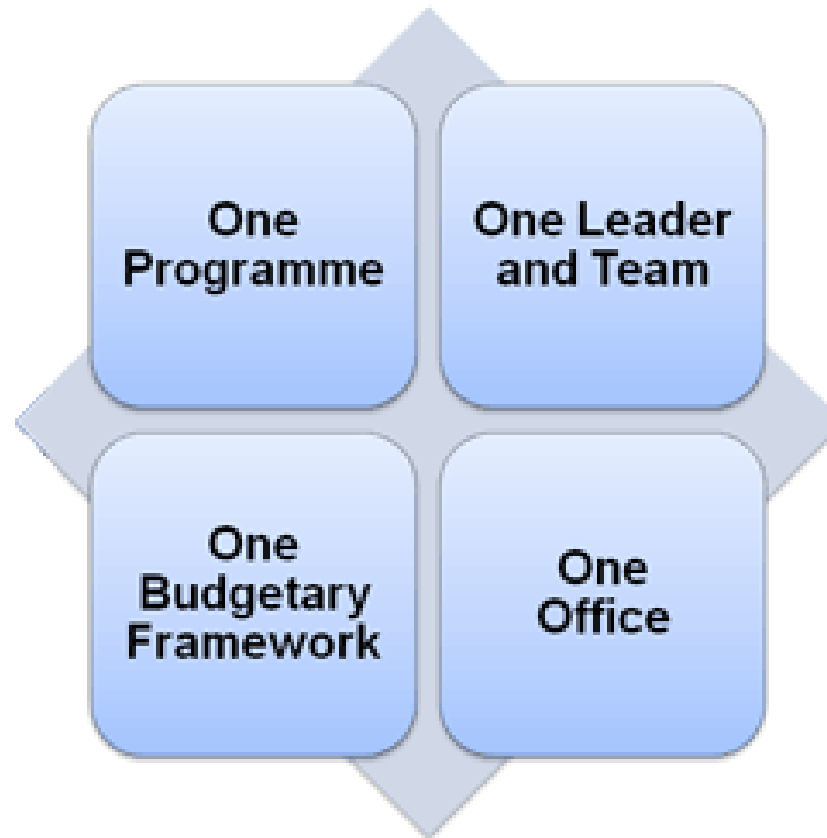 One
Programme
One Leader
and Team
One
Budgetary
Framework
One
Office